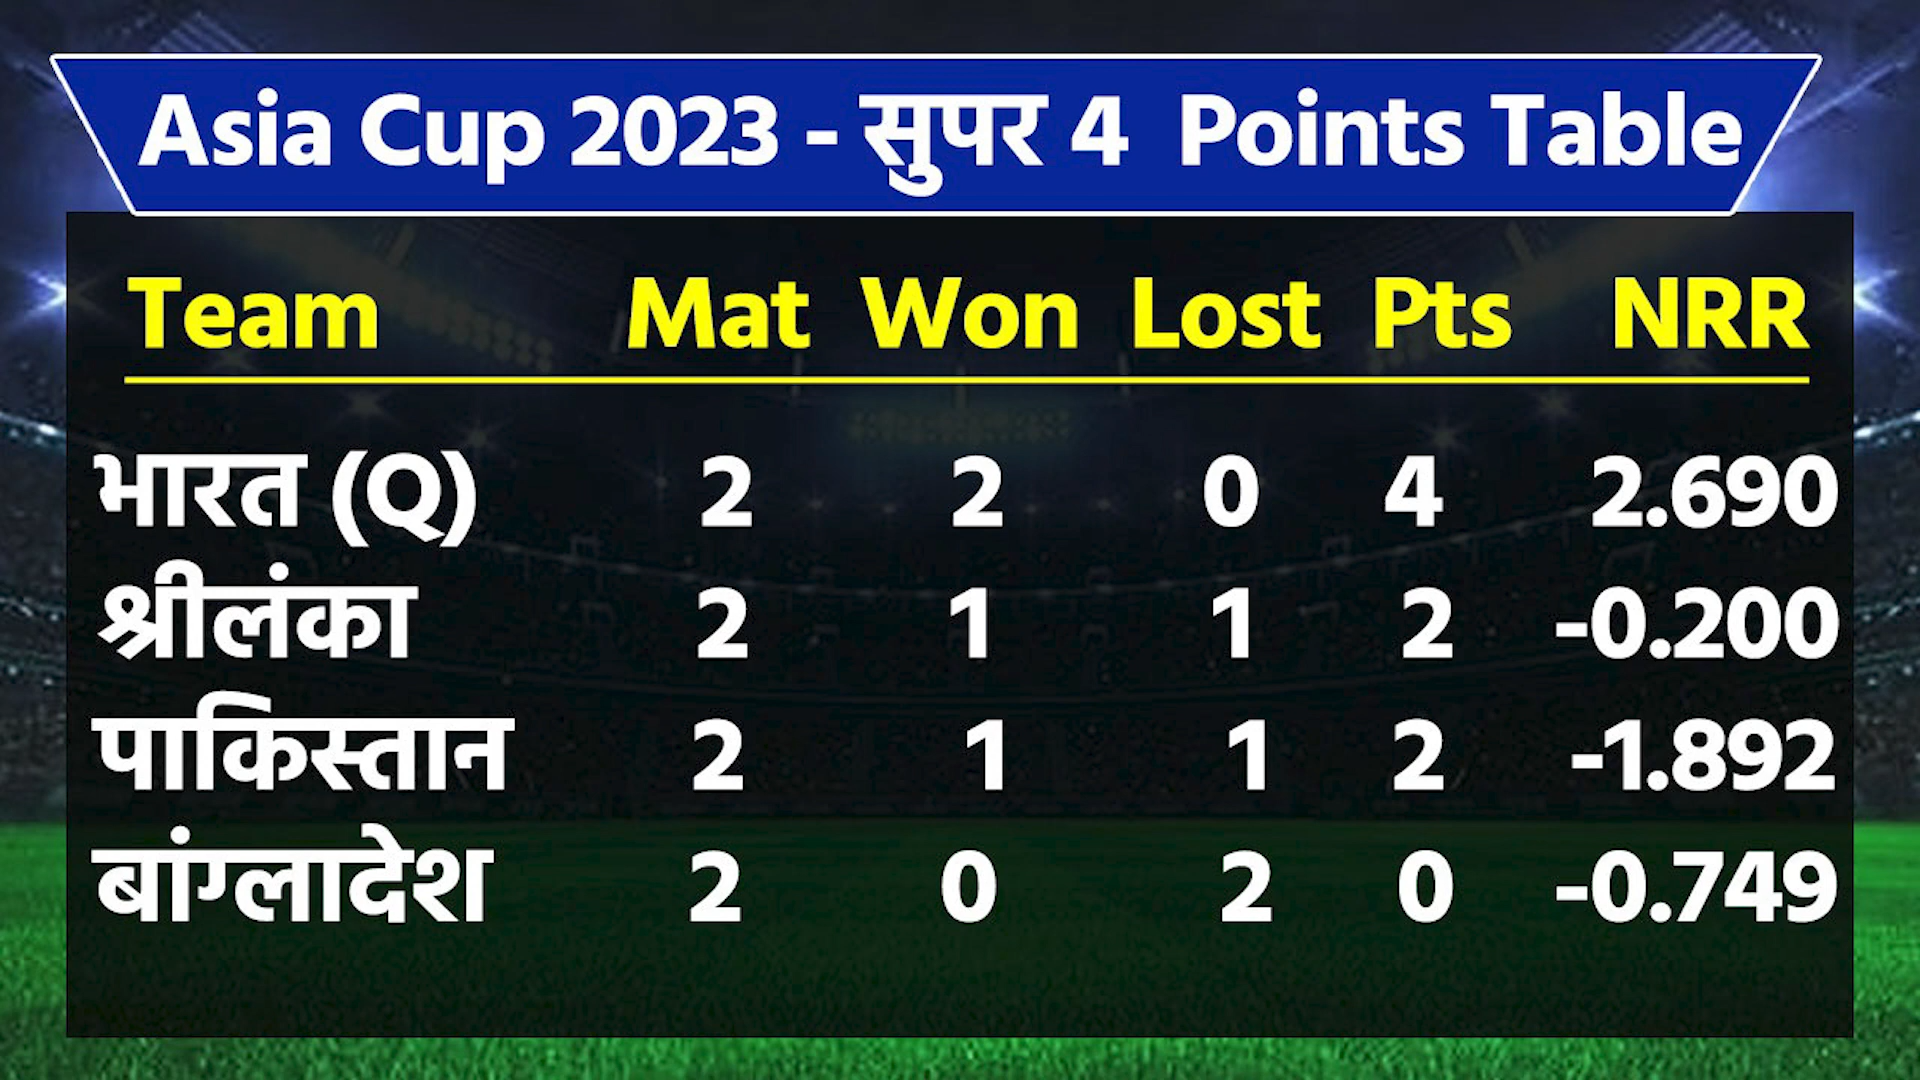 Asia Cup 2023 - सुपर 4 Points Table
Team Mat Won Lost Pts NRR
भारत (Q) 2 2 0 4 2.690
श्रीलंका 2 1 1 2 -0.200
पाकिस्तान 2 1 1 2 -1.892
बांग्लादेश 2 0 2 0 -0.749